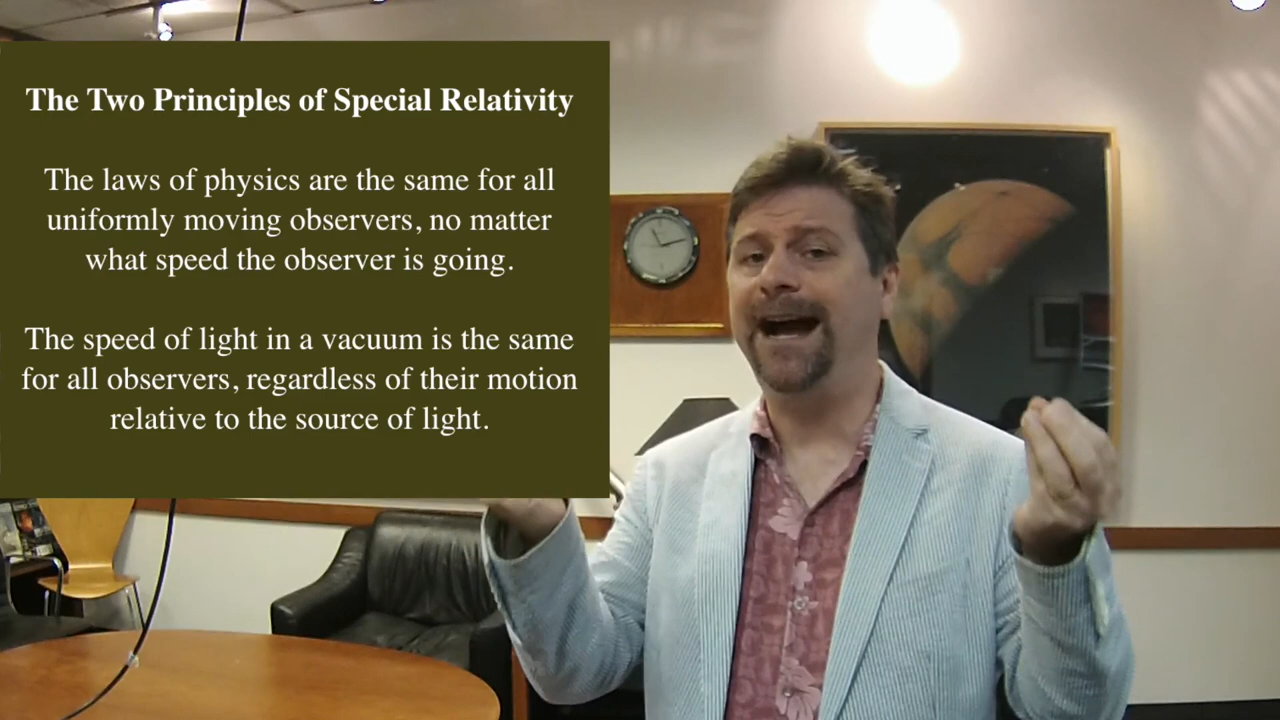 The Two Principles of Special Relativity
The laws of physics are the same for all
uniformly moving observers, no matter
what speed the observer is going.
The speed of light in a vacuum is the same
for all observers, regardless of their motion
relative to the source of light.